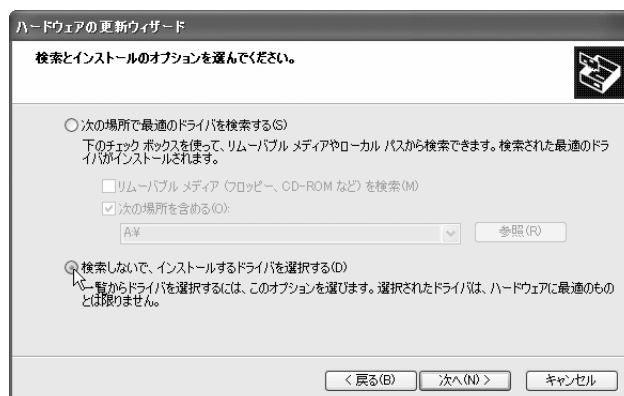 ハードウェアの更新ウィザード
検索とインストールのオプションを選んでください。
次の場所で最適のドライバを検索する(S)
下のチェック ボックスを使って、リムーバブル メディアやローカル パスから検索できます。検索された最適のドラ
イバがインストールされます。
リムーバブル メディア (フロッピー、CD-ROM など) を検索(M)
次の場所を含める(O):
A:¥
参照(R)
検索しないで、インストールするドライバを選択する(D)
一覧からドライバを選択するには、このオプションを選びます。選択されたドライバは、ハードウェアに最適のもの
とは限りません。
< 戻る(B)
次へ(N) >
キャンセル